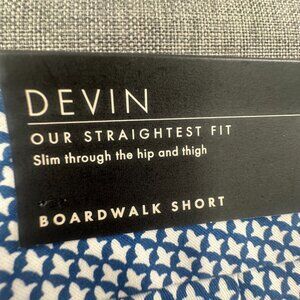 DEVIN
OUR STRAIGHTEST FIT
Slim through the hip and thigh
BOARDWALK SHORT